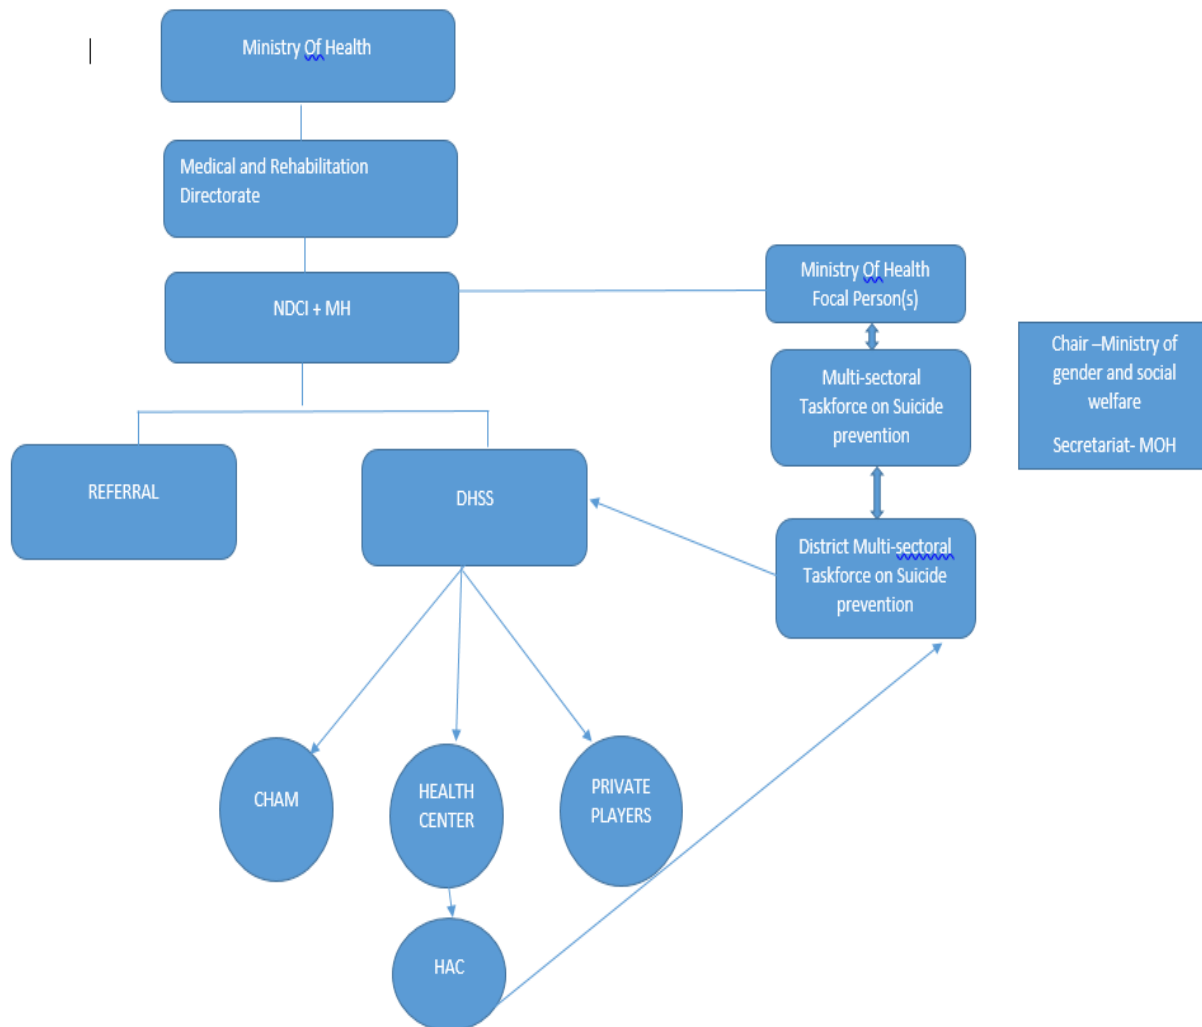 Ministry Of Health
Medical and Rehabilitation
Directorate
NDCI + MH
Ministry Of Health
Focal Person(s)
Chair –Ministry of
gender and social
welfare
Secretariat- MOH
Multi-sectoral
Taskforce on Suicide
prevention
REFERRAL
DHSS
District Multi-sectoral
Taskforce on Suicide
prevention
CHAM
HEALTH
CENTER
PRIVATE
PLAYERS
HAC